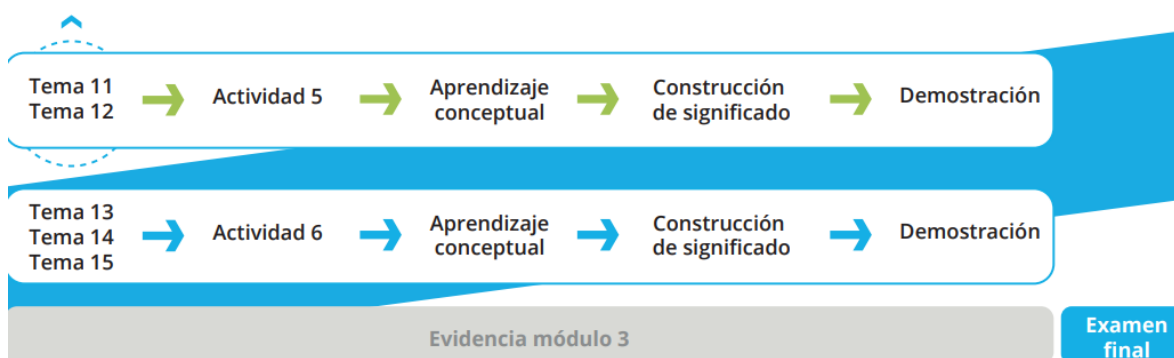 Tema 11
Tema 12
Actividad 5
Aprendizaje
conceptual
Construcción
de significado
Demostración
Tema 13
Tema 14
Tema 15
Actividad 6
Aprendizaje
conceptual
Construcción
de significado
Demostración
Evidencia módulo 3
Examen
final